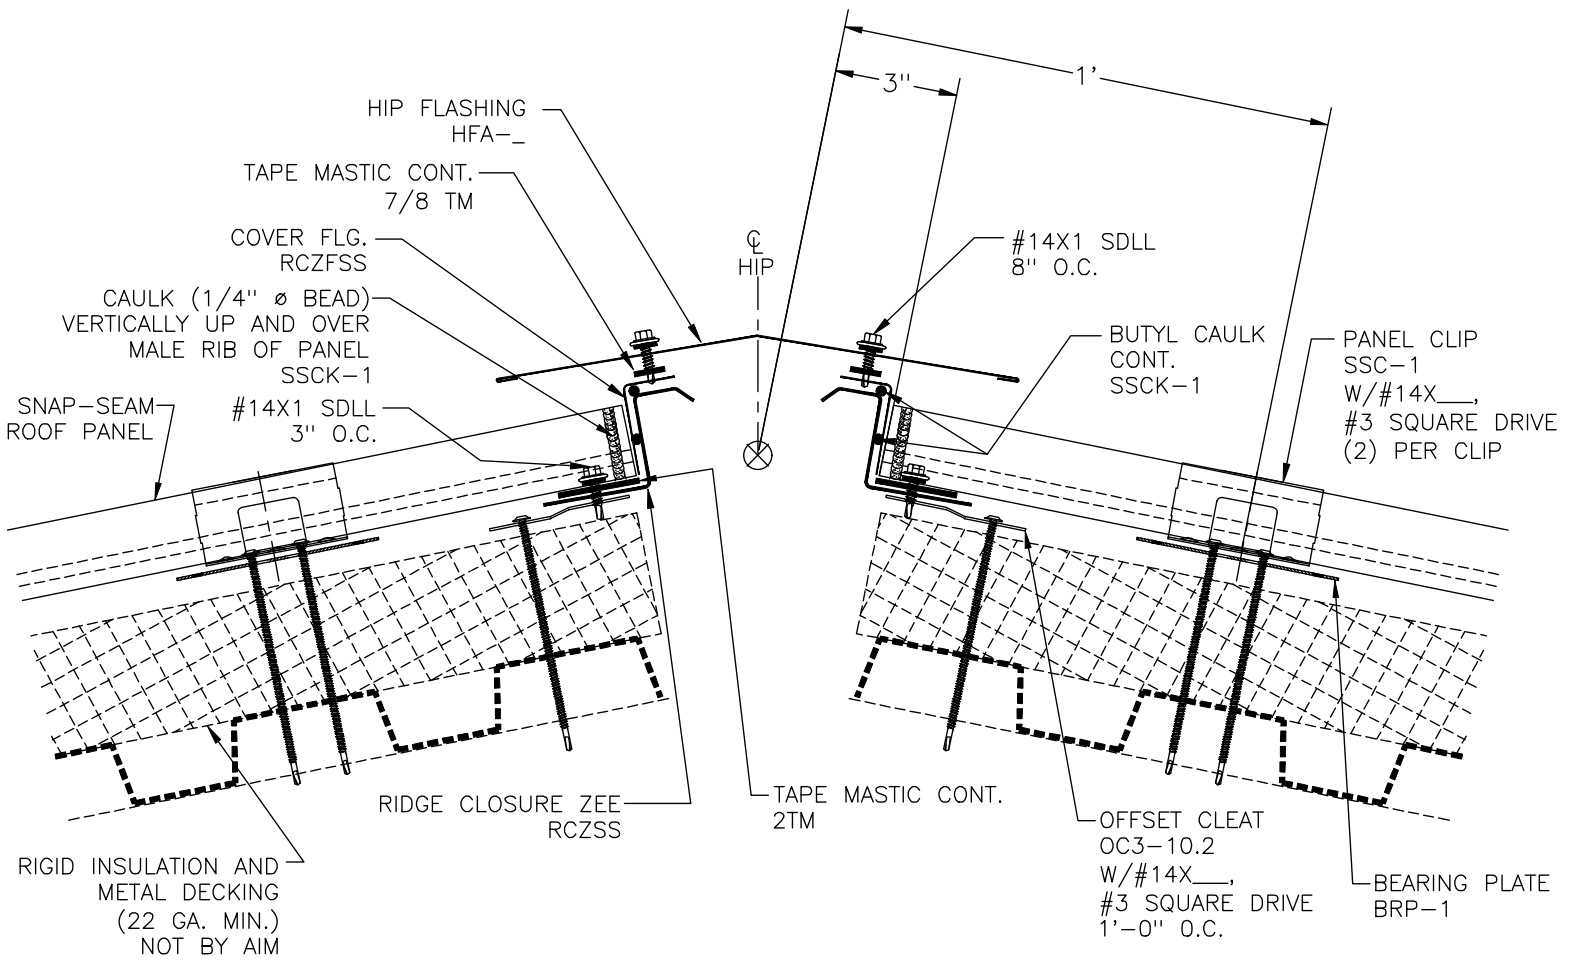 1'
3"
HIP FLASHING
HFA-_
TAPE MASTIC CONT.
7/8 TM
COVER FLG.
RCZFSS
CAULK (1/4" ø BEAD)
VERTICALLY UP AND OVER
MALE RIB OF PANEL
SSCK-1
SNAP-SEAM
ROOF PANEL
#14X1 SDLL
3" O.C.
℄
HIP
#14X1 SDLL
8" O.C.
BUTYL CAULK
CONT.
SSCK-1
PANEL CLIP
SSC-1
W/#14X___,
#3 SQUARE DRIVE
(2) PER CLIP
RIDGE CLOSURE ZEE
RCZSS
TAPE MASTIC CONT.
2TM
RIGID INSULATION AND
METAL DECKING
(22 GA. MIN.)
NOT BY AIM
OFFSET CLEAT
OC3-10.2
W/#14X___,
#3 SQUARE DRIVE
1'-0" O.C.
BEARING PLATE
BRP-1